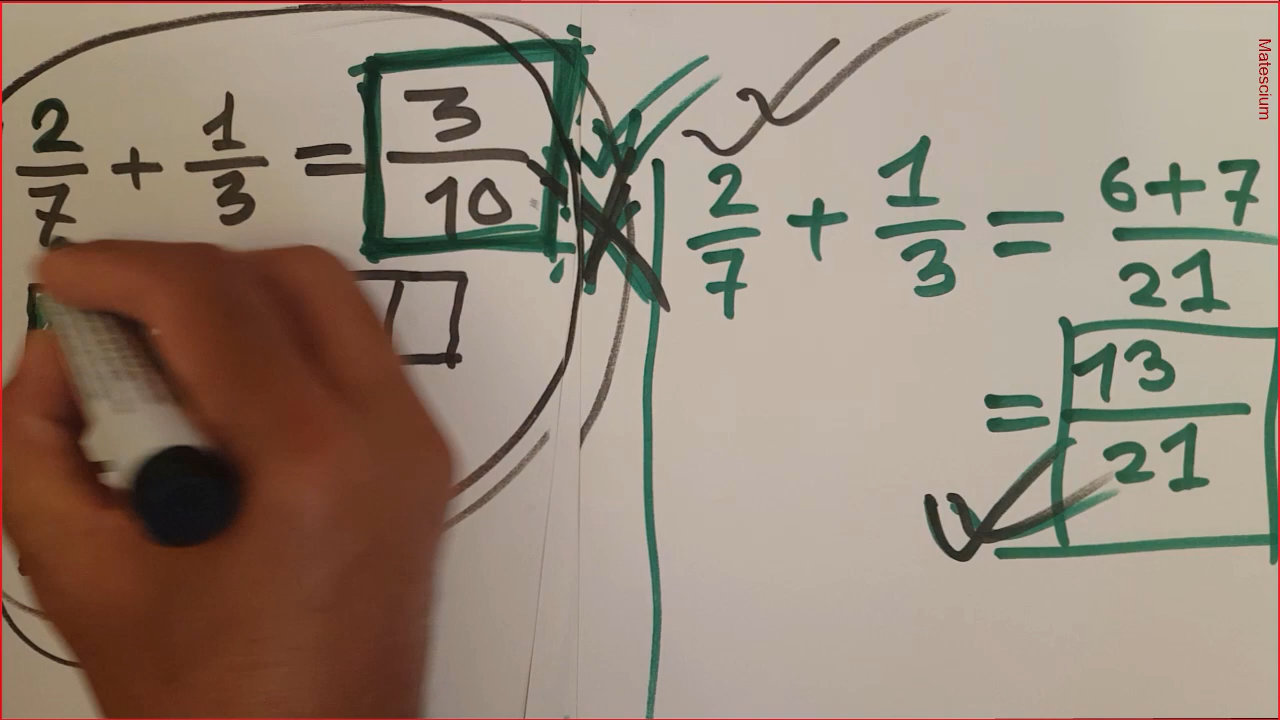 2/7 + 1/3 = 3/10
2/7 + 1/3 = 6+7/21
= 13/21
Matescium